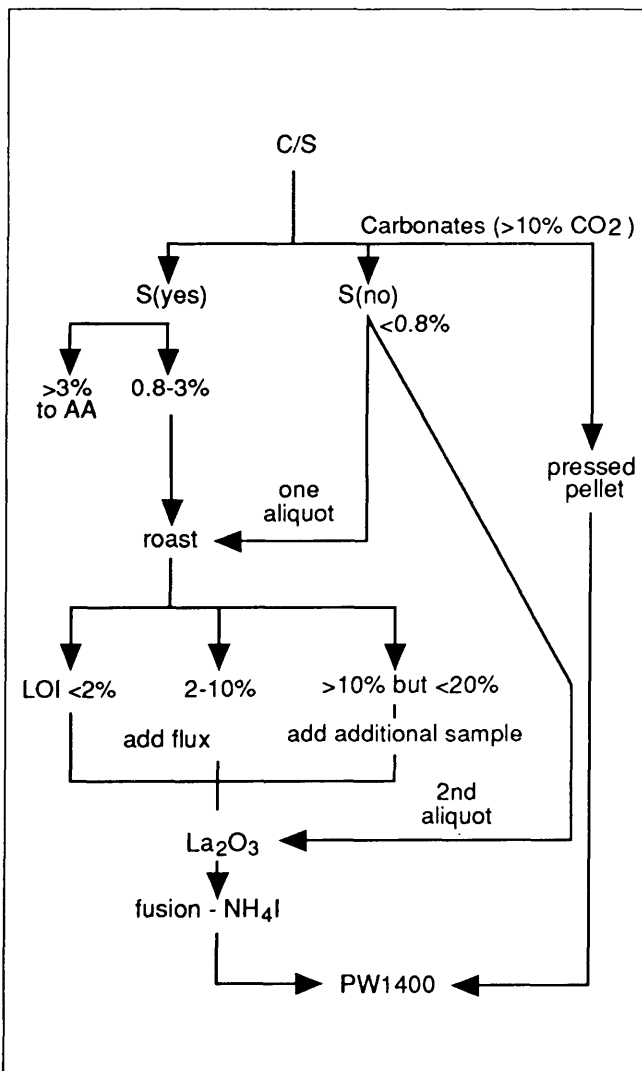 C/S
Carbonates (>10% CO2 )
S(yes)
S(no)
<0.8%
>3%
to AA
0.8-3%
pressed
pellet
one
aliquot
roast
LOI <2%
2-10%
>10% but <20%
add flux
add additional sample
2nd
aliquot
La2O3
fusion - NH4I
PW1400